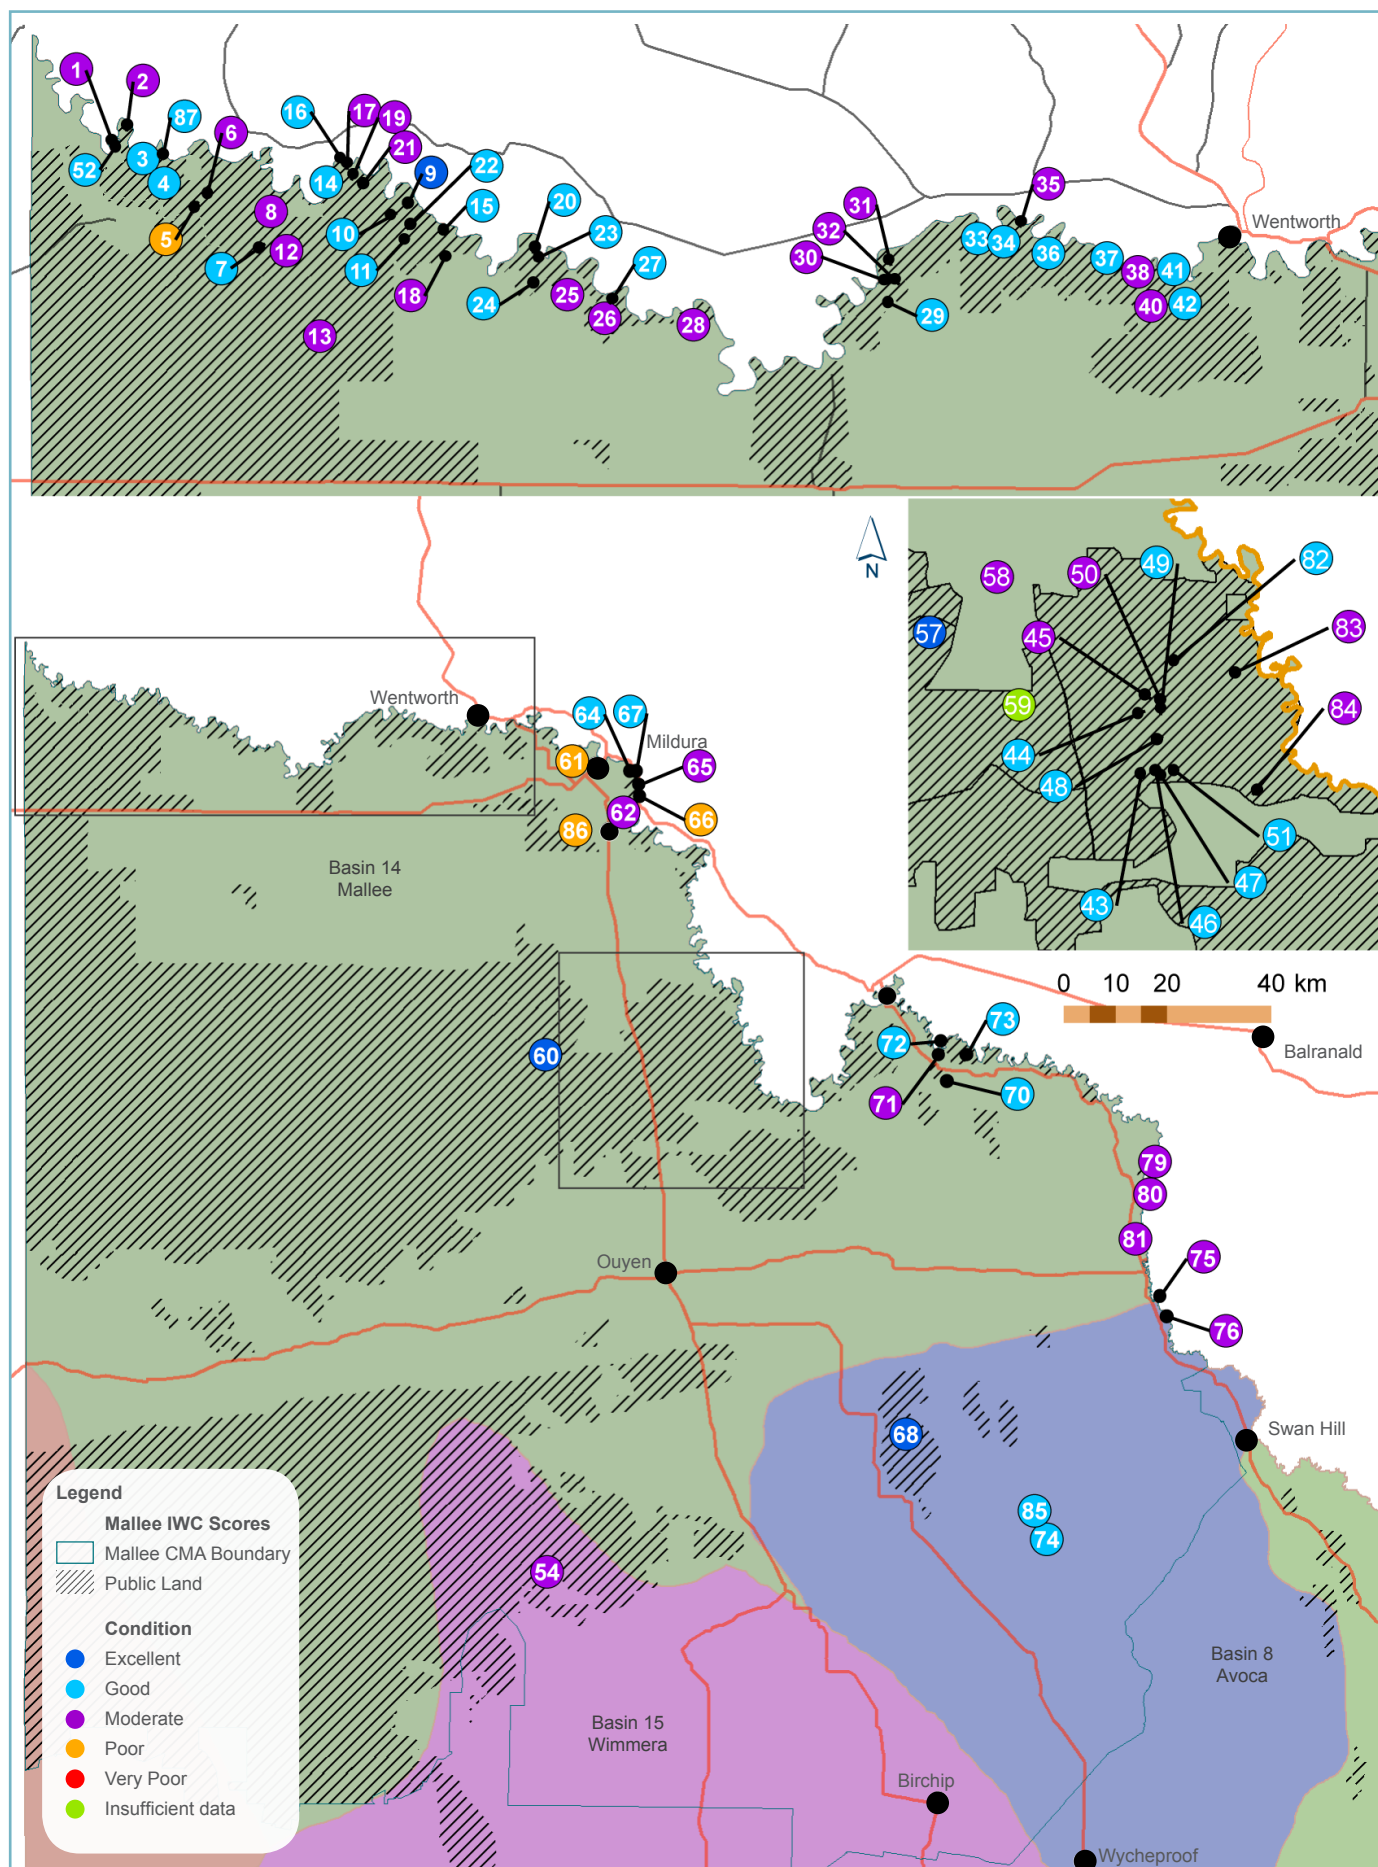 1
2
87
6
16
17
19
21
9
22
35
52
3
4
14
15
20
31
5
8
10
23
32
33
34
36
Wentworth
7
12
11
27
30
37
38
41
18
24
25
26
28
29
40
42
13
N
58
50
49
82
57
45
83
59
84
44
48
51
47
43
46
Wentworth
64
67
Mildura
61
65
62
66
86
Basin 14
Mallee
0 10 20 40 km
Balranald
60
72
73
71
70
79
80
81
75
76
Ouyen
68
Swan Hill
85
74
54
Basin 8
Avoca
Basin 15
Wimmera
Birchip
Wycheproof
Legend
Mallee IWC Scores
Mallee CMA Boundary
Public Land
Condition
Excellent
Good
Moderate
Poor
Very Poor
Insufficient data